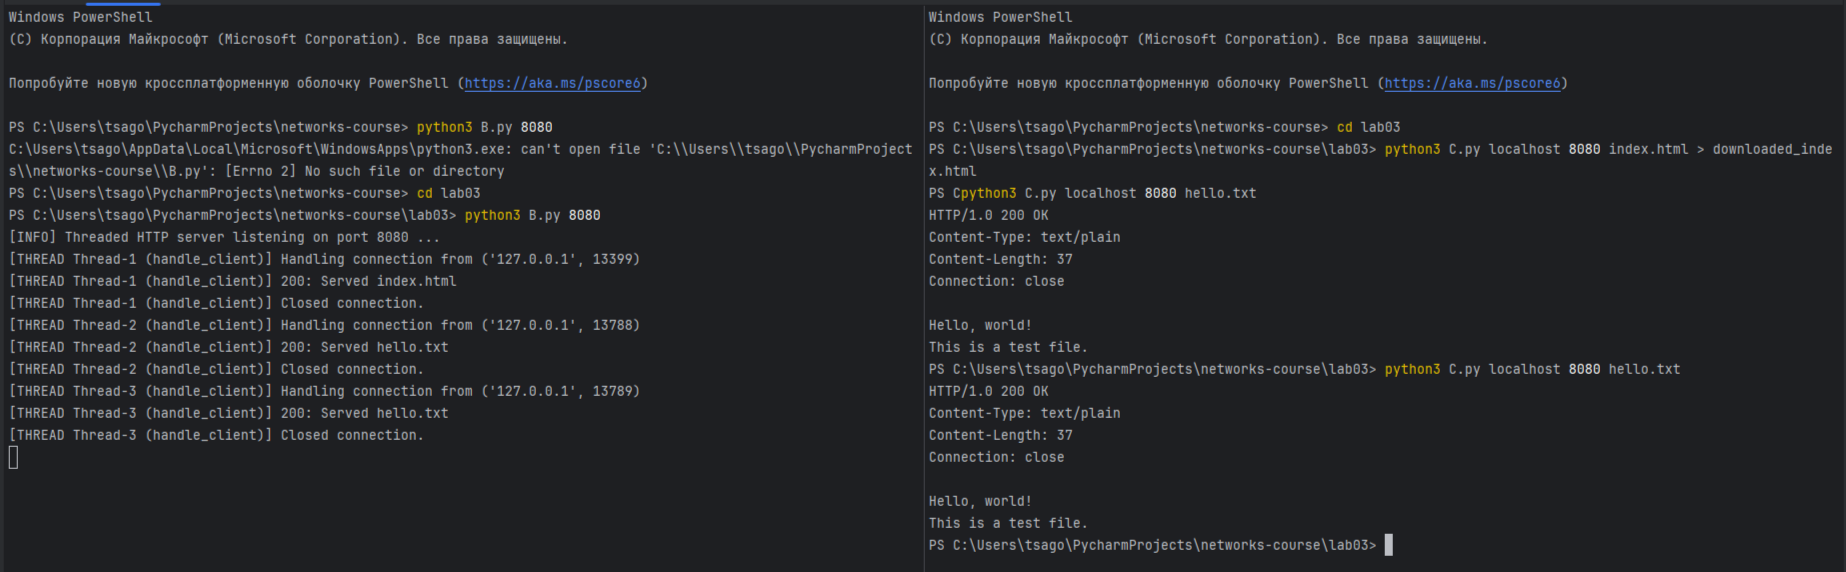 Windows PowerShell
(C) Корпорация Майкрософт (Microsoft Corporation). Все права защищены.
Попробуйте новую кроссплатформенную оболочку PowerShell (https://aka.ms/pscore6)
PS C:\Users\tsago\PycharmProjects\networks-course> python3 B.py 8080
C:\Users\tsago\AppData\Local\Microsoft\WindowsApps\python3.exe: can't open file 'C:\\Users\\tsago\\PycharmProject
s\\networks-course\\B.py': [Errno 2] No such file or directory
PS C:\Users\tsago\PycharmProjects\networks-course> cd lab03
PS C:\Users\tsago\PycharmProjects\networks-course\lab03> python3 B.py 8080
[INFO] Threaded HTTP server listening on port 8080 ...
[THREAD Thread-1 (handle_client)] Handling connection from ('127.0.0.1', 13399)
[THREAD Thread-1 (handle_client)] 200: Served index.html
[THREAD Thread-1 (handle_client)] Closed connection.
[THREAD Thread-2 (handle_client)] Handling connection from ('127.0.0.1', 13788)
[THREAD Thread-2 (handle_client)] 200: Served hello.txt
[THREAD Thread-2 (handle_client)] Closed connection.
[THREAD Thread-3 (handle_client)] Handling connection from ('127.0.0.1', 13789)
[THREAD Thread-3 (handle_client)] 200: Served hello.txt
[THREAD Thread-3 (handle_client)] Closed connection.
Windows PowerShell
(C) Корпорация Майкрософт (Microsoft Corporation). Все права защищены.
Попробуйте новую кроссплатформенную оболочку PowerShell (https://aka.ms/pscore6)
PS C:\Users\tsago\PycharmProjects\networks-course> cd lab03
PS C:\Users\tsago\PycharmProjects\networks-course\lab03> python3 C.py localhost 8080 index.html > downloaded_inde
x.html
PS Cpython3 C.py localhost 8080 hello.txt
HTTP/1.0 200 OK
Content-Type: text/plain
Content-Length: 37
Connection: close
Hello, world!
This is a test file.
PS C:\Users\tsago\PycharmProjects\networks-course\lab03> python3 C.py localhost 8080 hello.txt
HTTP/1.0 200 OK
Content-Type: text/plain
Content-Length: 37
Connection: close
Hello, world!
This is a test file.
PS C:\Users\tsago\PycharmProjects\networks-course\lab03>